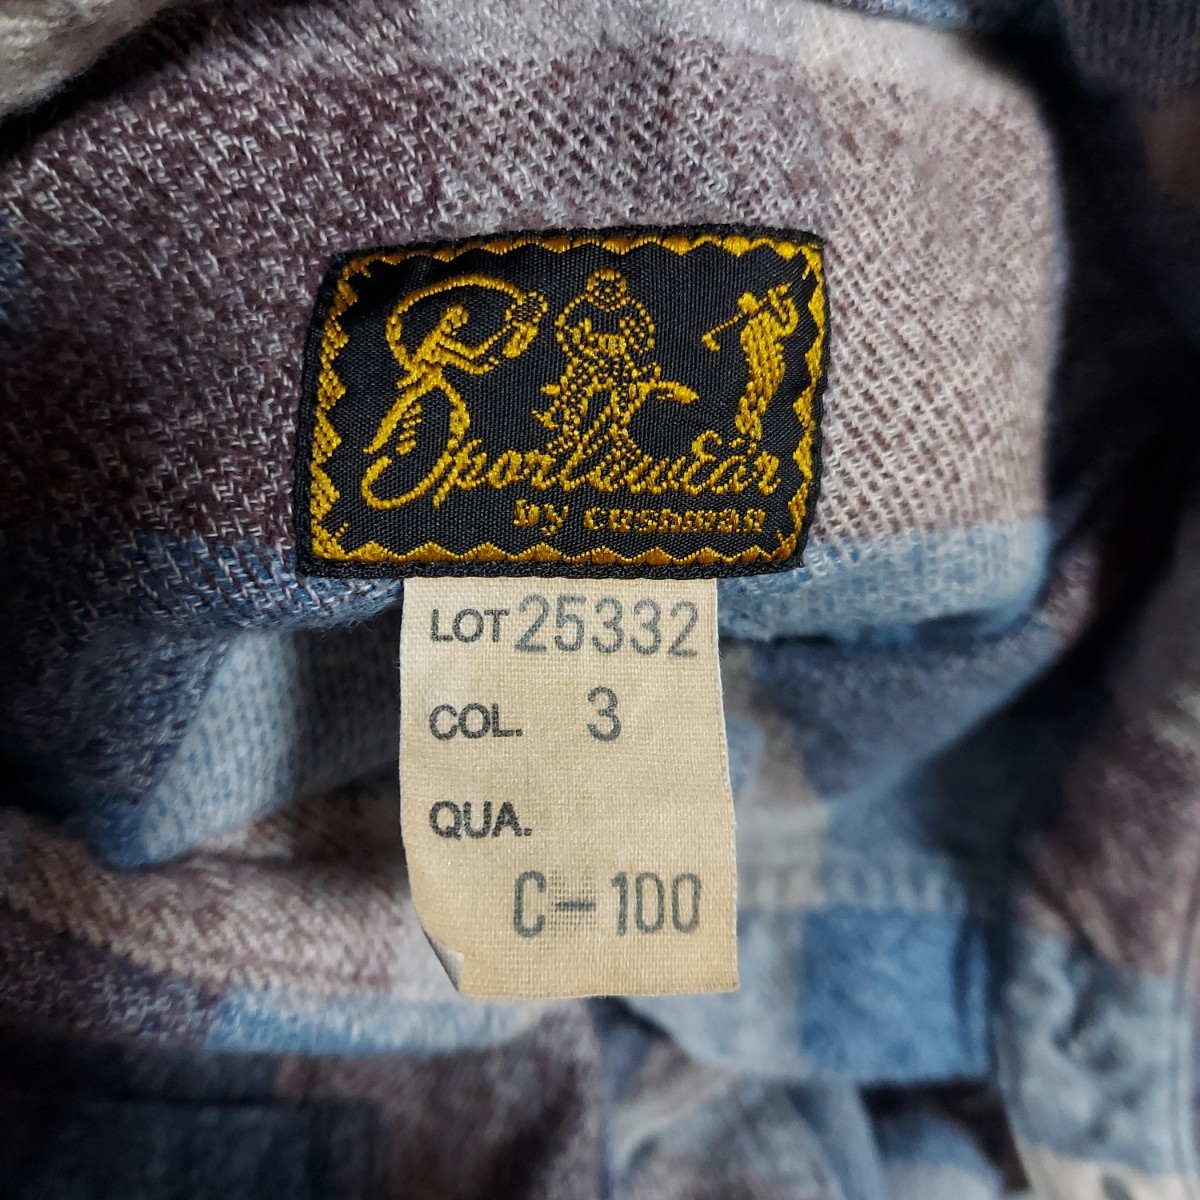 Sportswear
by cushman
LOT 25332
COL. 3
QUA.
C-100